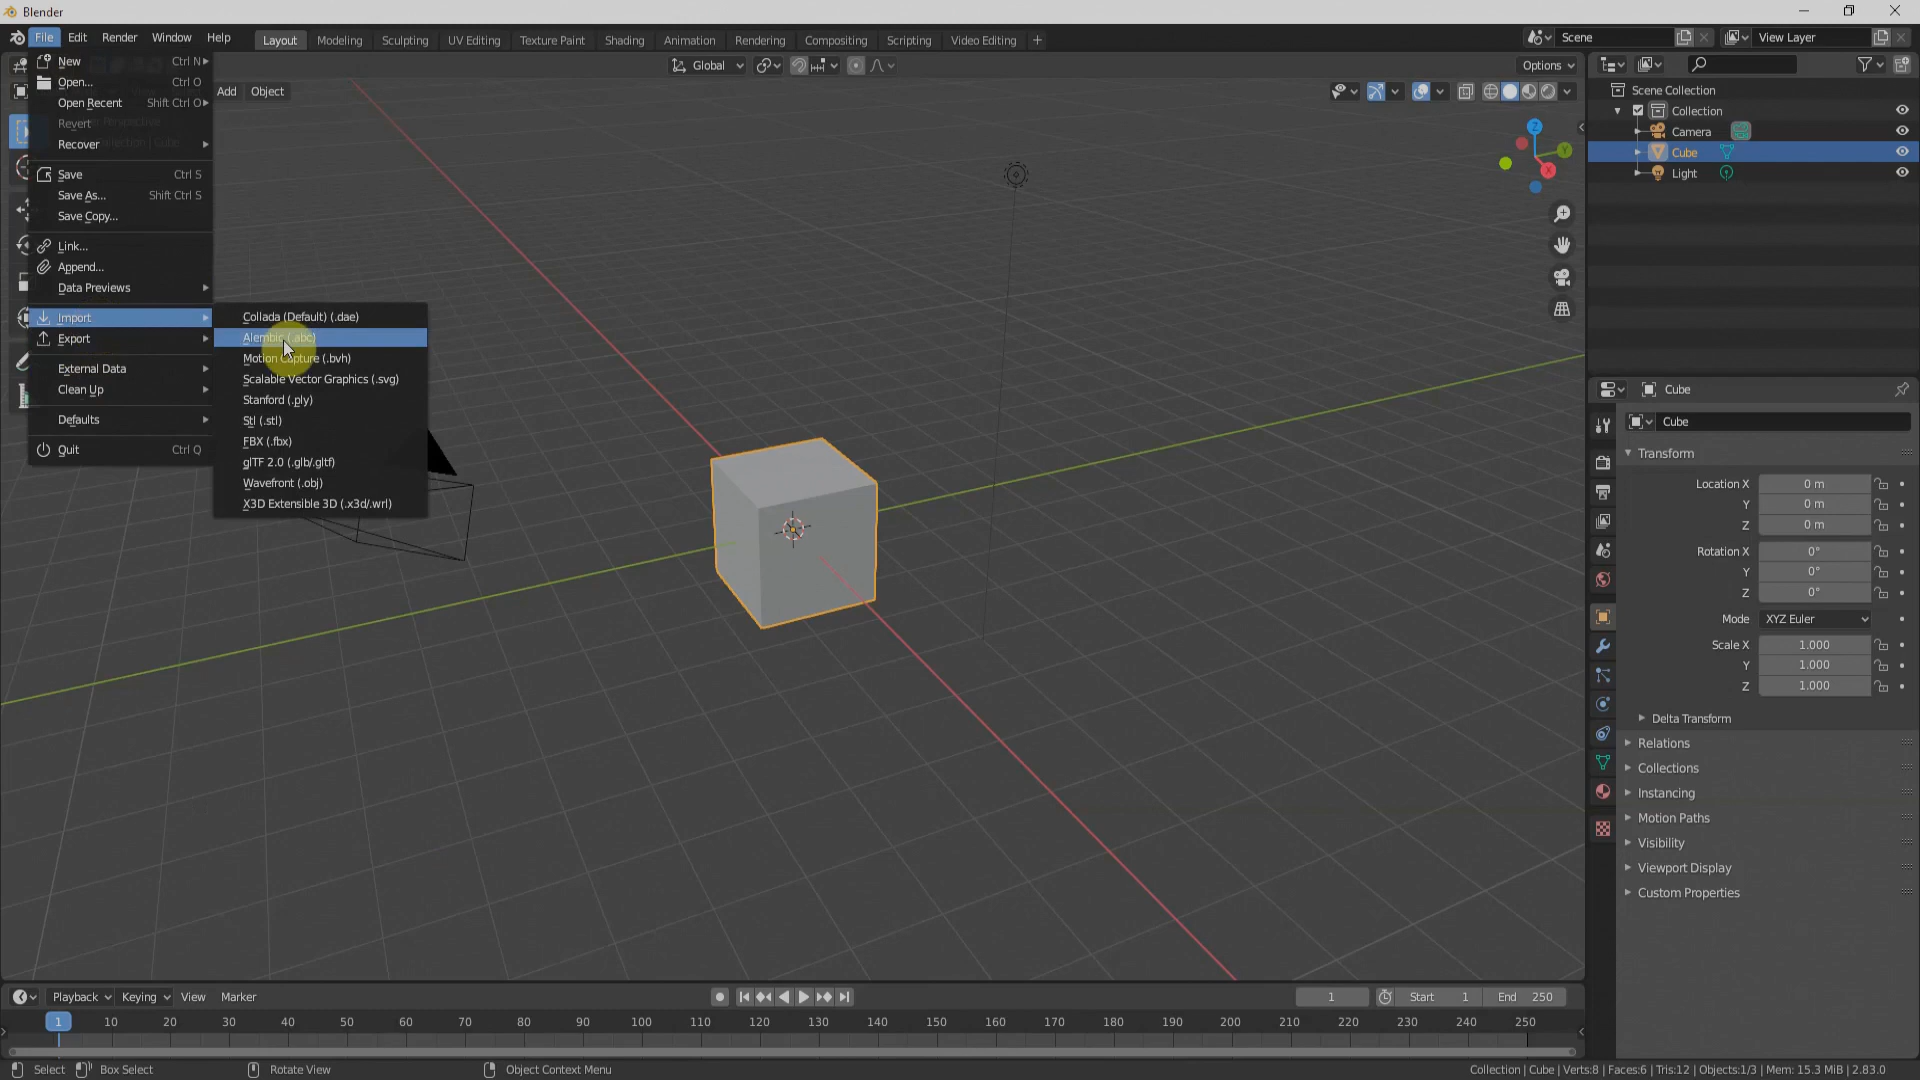 Blender
File Edit Render Window Help
Layout Modeling Sculpting UV Editing Texture Paint Shading Animation Rendering Compositing Scripting Video Editing +
Scene
View Layer
New Ctrl N
Open... Ctrl O
Open Recent Shift Ctrl O
Revert
Recover
Save Ctrl S
Save As... Shift Ctrl S
Save Copy...
Link...
Append...
Data Previews
Import
Export
External Data
Clean Up
Defaults
Quit Ctrl Q
Collada (Default) (.dae)
Alembic (.abc)
Motion Capture (.bvh)
Scalable Vector Graphics (.svg)
Stanford (.ply)
Stl (.stl)
FBX (.fbx)
glTF 2.0 (.glb/.gltf)
Wavefront (.obj)
X3D Extensible 3D (.x3d/.wrl)
Global
Options
Add Object
Z
Y
X
Scene Collection
Collection
Camera
Cube
Light
Cube
Cube
Transform
Location X 0 m
Y 0 m
Z 0 m
Rotation X 0°
Y 0°
Z 0°
Mode XYZ Euler
Scale X 1.000
Y 1.000
Z 1.000
Delta Transform
Relations
Collections
Instancing
Motion Paths
Visibility
Viewport Display
Custom Properties
Playback Keying View Marker
1
Start 1
End 250
1 10 20 30 40 50 60 70 80 90 100 110 120 130 140 150 160 170 180 190 200 210 220 230 240 250
Select
Box Select
Rotate View
Object Context Menu
Collection | Cube | Verts:8 | Faces:6 | Tris:12 | Objects:1/3 | Mem: 15.3 MiB | 2.83.0